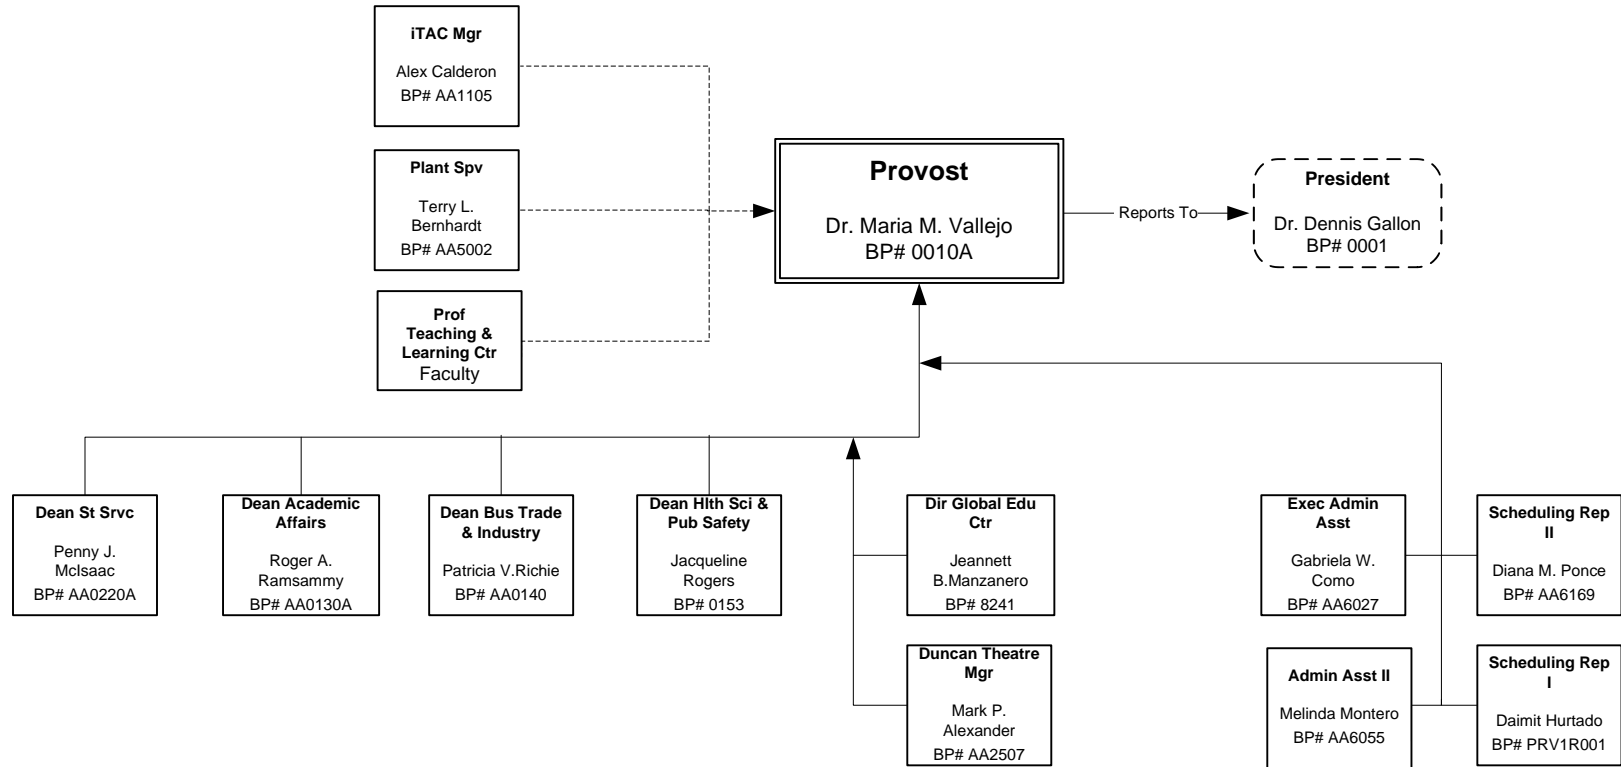 iTAC Mgr
Alex Calderon
BP# AA1105
Plant Spv
Terry L.
Bernhardt
BP# AA5002
Prof
Teaching &
Learning Ctr
Faculty
Provost
Dr. Maria M. Vallejo
BP# 0010A
Reports To
President
Dr. Dennis Gallon
BP# 0001
Dean St Srvc
Penny J.
McIsaac
BP# AA0220A
Dean Academic
Affairs
Roger A.
Ramsammy
BP# AA0130A
Dean Bus Trade
& Industry
Patricia V.Richie
BP# AA0140
Dean Hlth Sci &
Pub Safety
Jacqueline
Rogers
BP# 0153
Dir Global Edu
Ctr
Jeannett
B.Manzanero
BP# 8241
Duncan Theatre
Mgr
Mark P.
Alexander
BP# AA2507
Exec Admin
Asst
Gabriela W.
Como
BP# AA6027
Scheduling Rep
II
Diana M. Ponce
BP# AA6169
Admin Asst II
Melinda Montero
BP# AA6055
Scheduling Rep
I
Daimit Hurtado
BP# PRV1R001